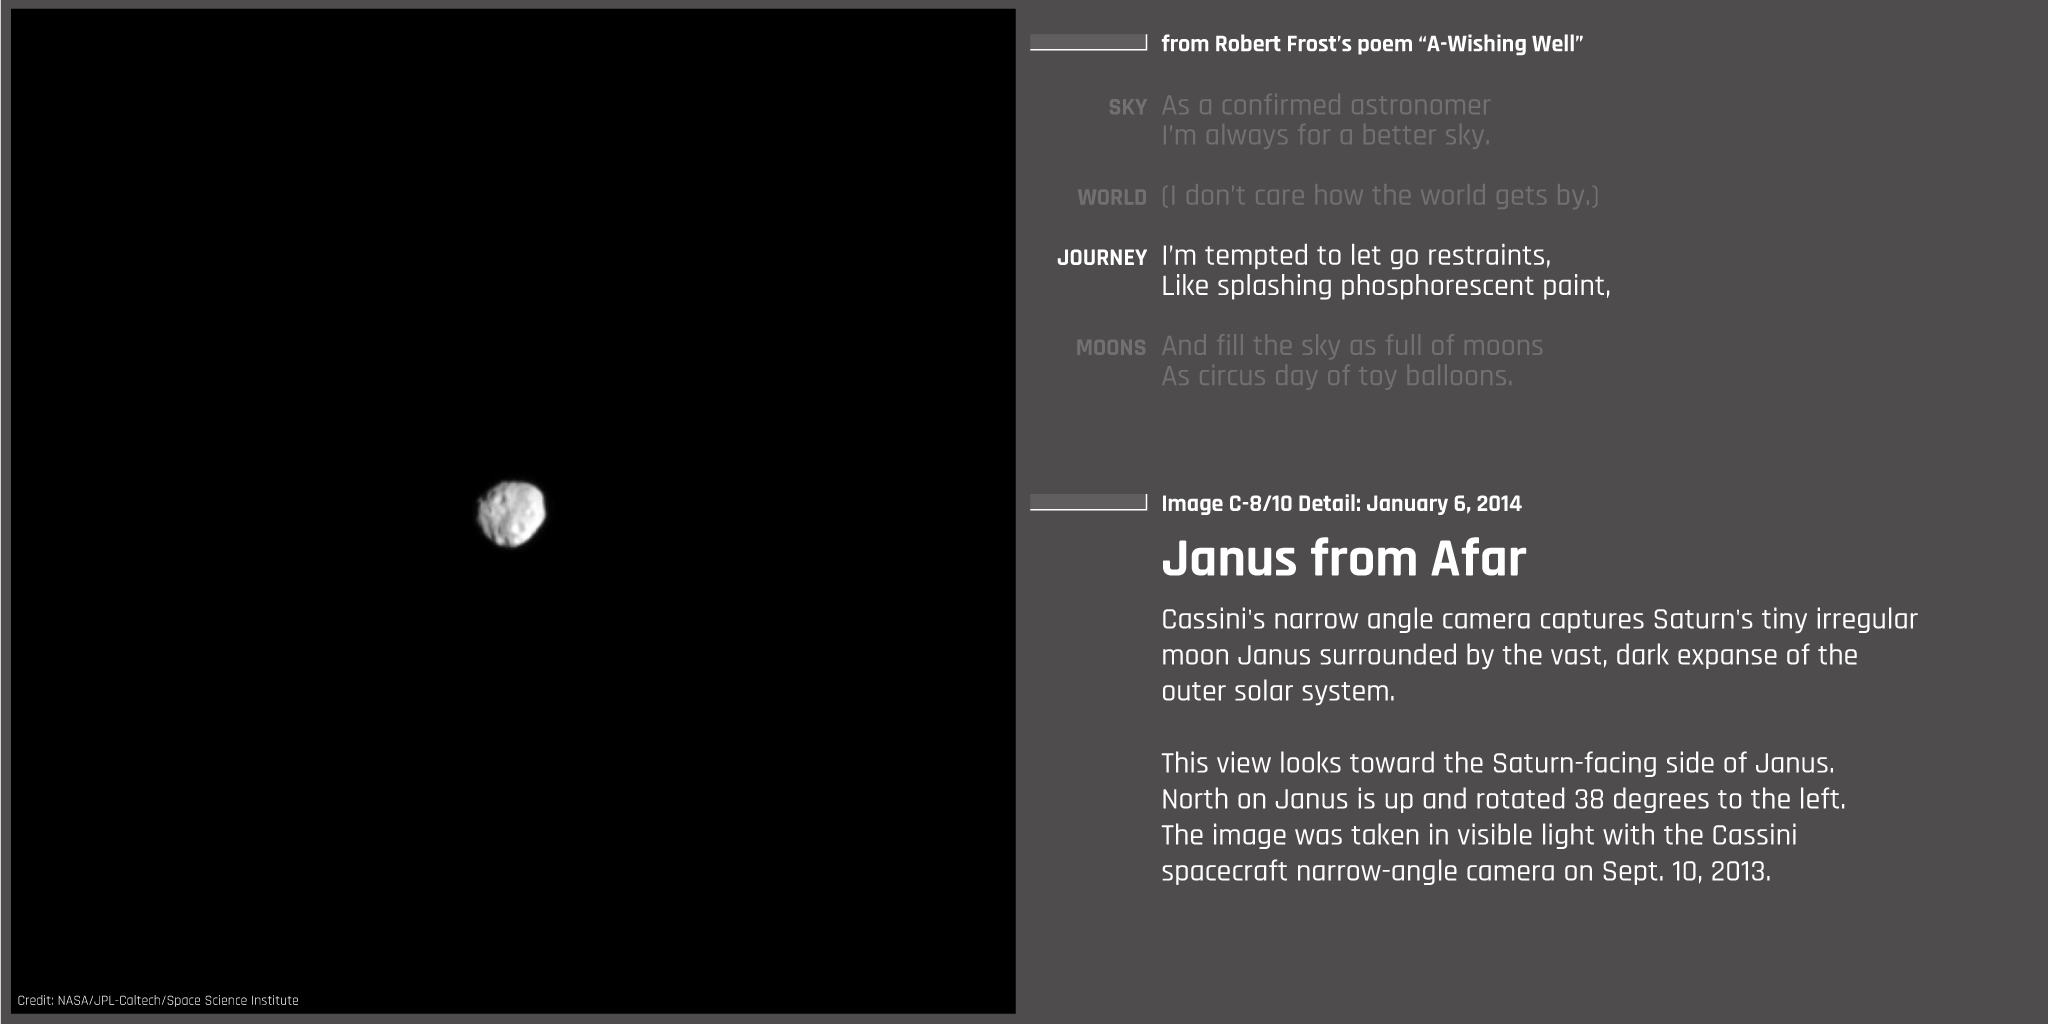 from Robert Frost’s poem “A-Wishing Well”
SKY As a confirmed astronomer
I’m always for a better sky.
WORLD (I don’t care how the world gets by.)
JOURNEY I’m tempted to let go restraints,
Like splashing phosphorescent paint,
MOONS And fill the sky as full of moons
As circus day of toy balloons.
Image C-8/10 Detail: January 6, 2014
Janus from Afar
Cassini's narrow angle camera captures Saturn's tiny irregular
moon Janus surrounded by the vast, dark expanse of the
outer solar system.
This view looks toward the Saturn-facing side of Janus.
North on Janus is up and rotated 38 degrees to the left.
The image was taken in visible light with the Cassini
spacecraft narrow-angle camera on Sept. 10, 2013.
Credit: NASA/JPL-Caltech/Space Science Institute